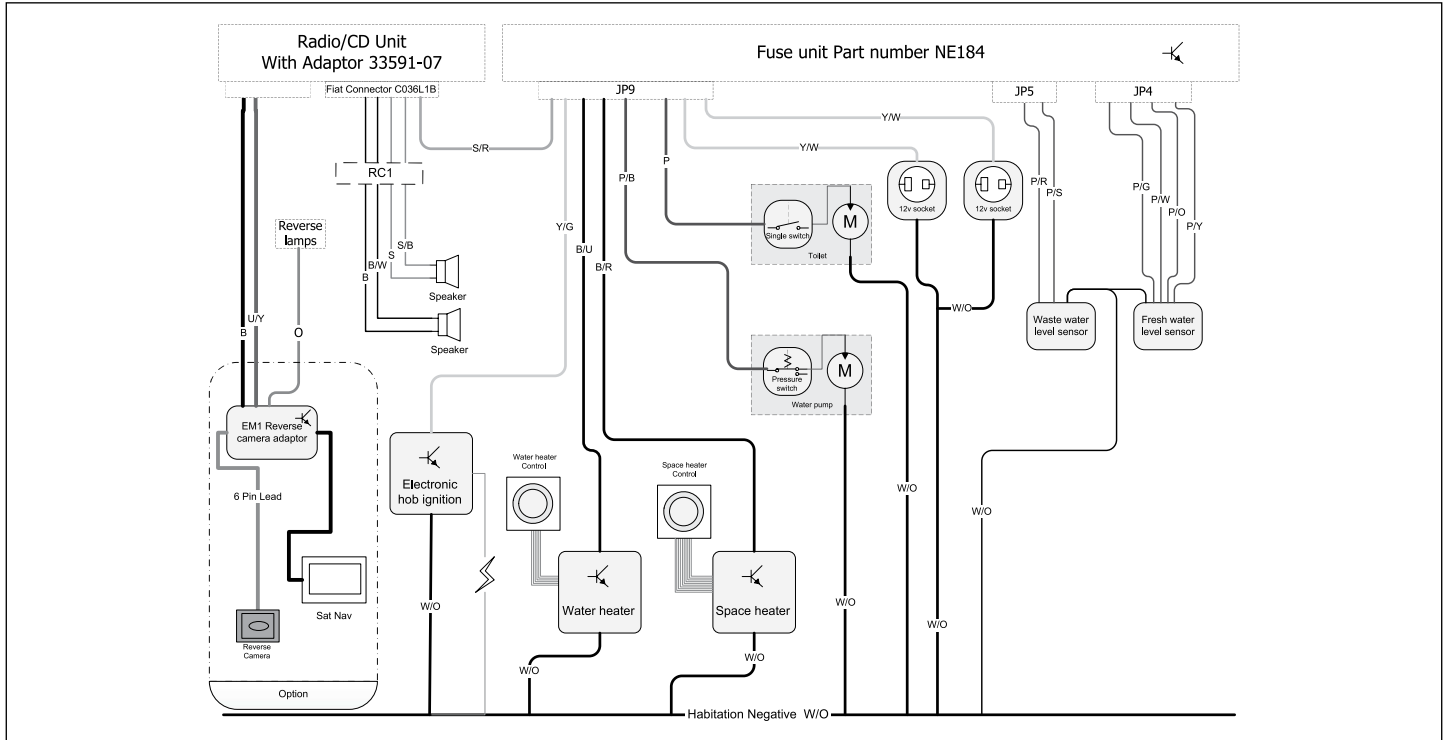 Radio/CD Unit
With Adaptor 33591-07
Fuse unit Part number NE184
Fiat Connector C036L1B
JP9
JP5
JP4
Y/W
S/R
Y/W
RC1
P
P/B
P/R
P/S
P/G
P/W
P/O
P/Y
12v socket
12v socket
Reverse
lamps
Single switch
M
Toilet
Y/G
B/U
B/R
S/B
S
B/W
B
Speaker
Speaker
U/Y
B
O
W/O
Waste water
level sensor
Fresh water
level sensor
Pressure
switch
M
Water pump
EM1 Reverse
camera adaptor
6 Pin Lead
Electronic
hob ignition
Water heater
Control
Space heater
Control
W/O
W/O
Sat Nav
Reverse
Camera
W/O
Water heater
Space heater
W/O
W/O
W/O
W/O
Option
Habitation Negative W/O